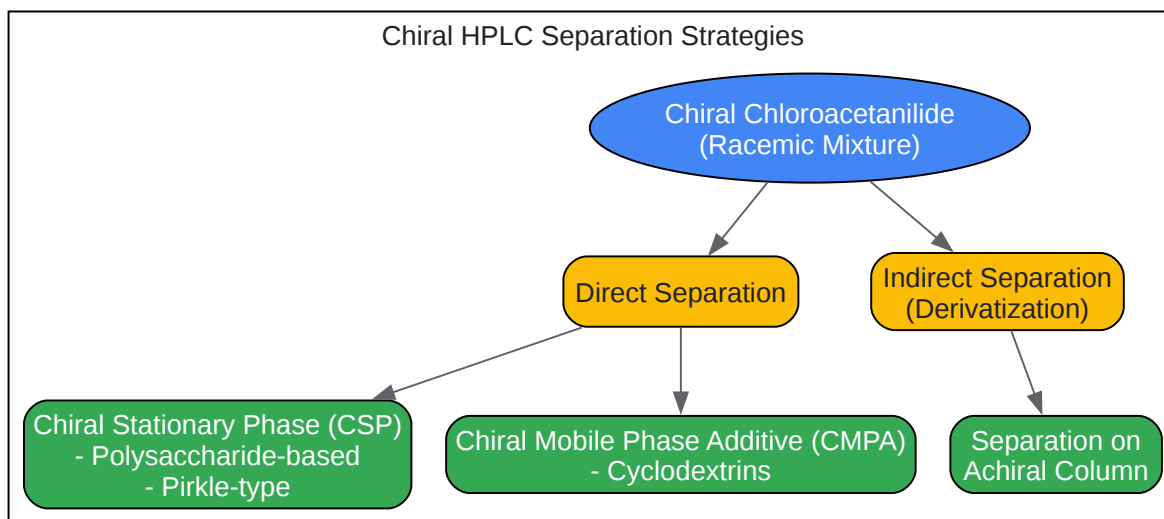 Chiral HPLC Separation Strategies
Chiral Chloroacetanilide
(Racemic Mixture)
Direct Separation
Indirect Separation
(Derivatization)
Chiral Stationary Phase (CSP)
- Polysaccharide-based
- Pirkle-type
Chiral Mobile Phase Additive (CMPA)
- Cyclodextrins
Separation on
Achiral Column